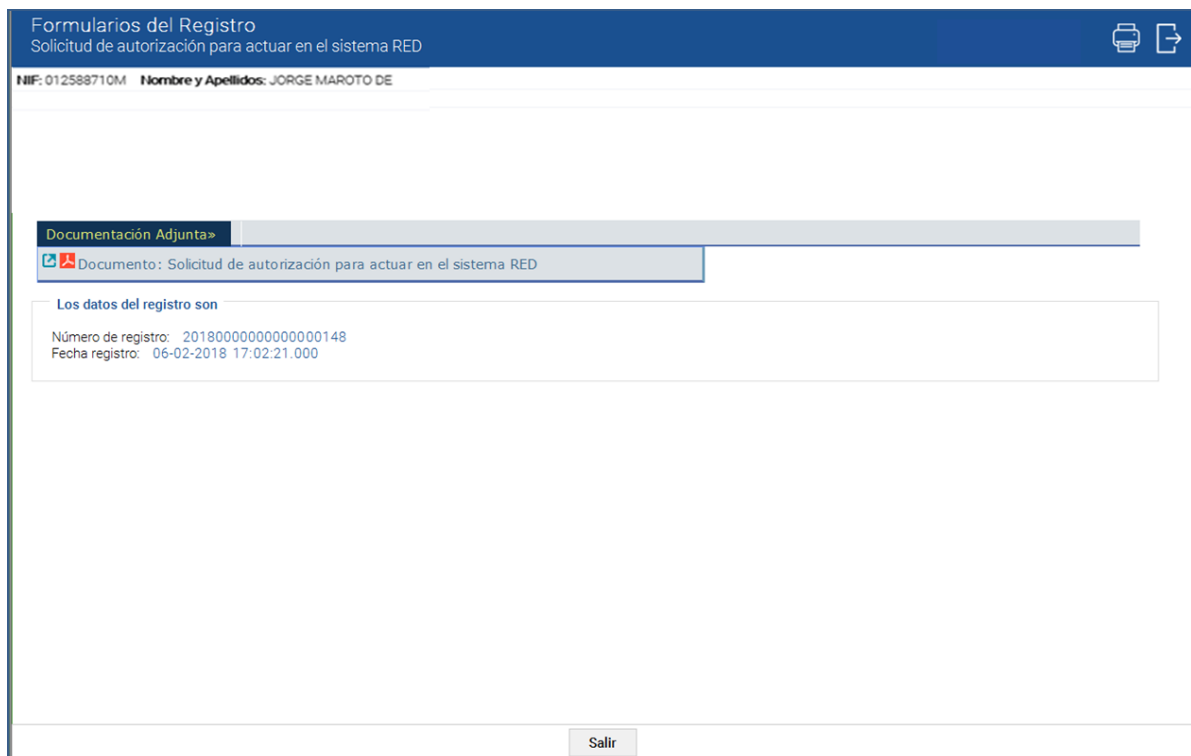 Formularios del Registro
Solicitud de autorización para actuar en el sistema RED
NIF: 012588710M Nombre y Apellidos: JORGE MAROTO DE
Documentación Adjunta»
Documento: Solicitud de autorización para actuar en el sistema RED
Los datos del registro son
Número de registro: 20180000000000000148
Fecha registro: 06-02-2018 17:02:21.000
Salir